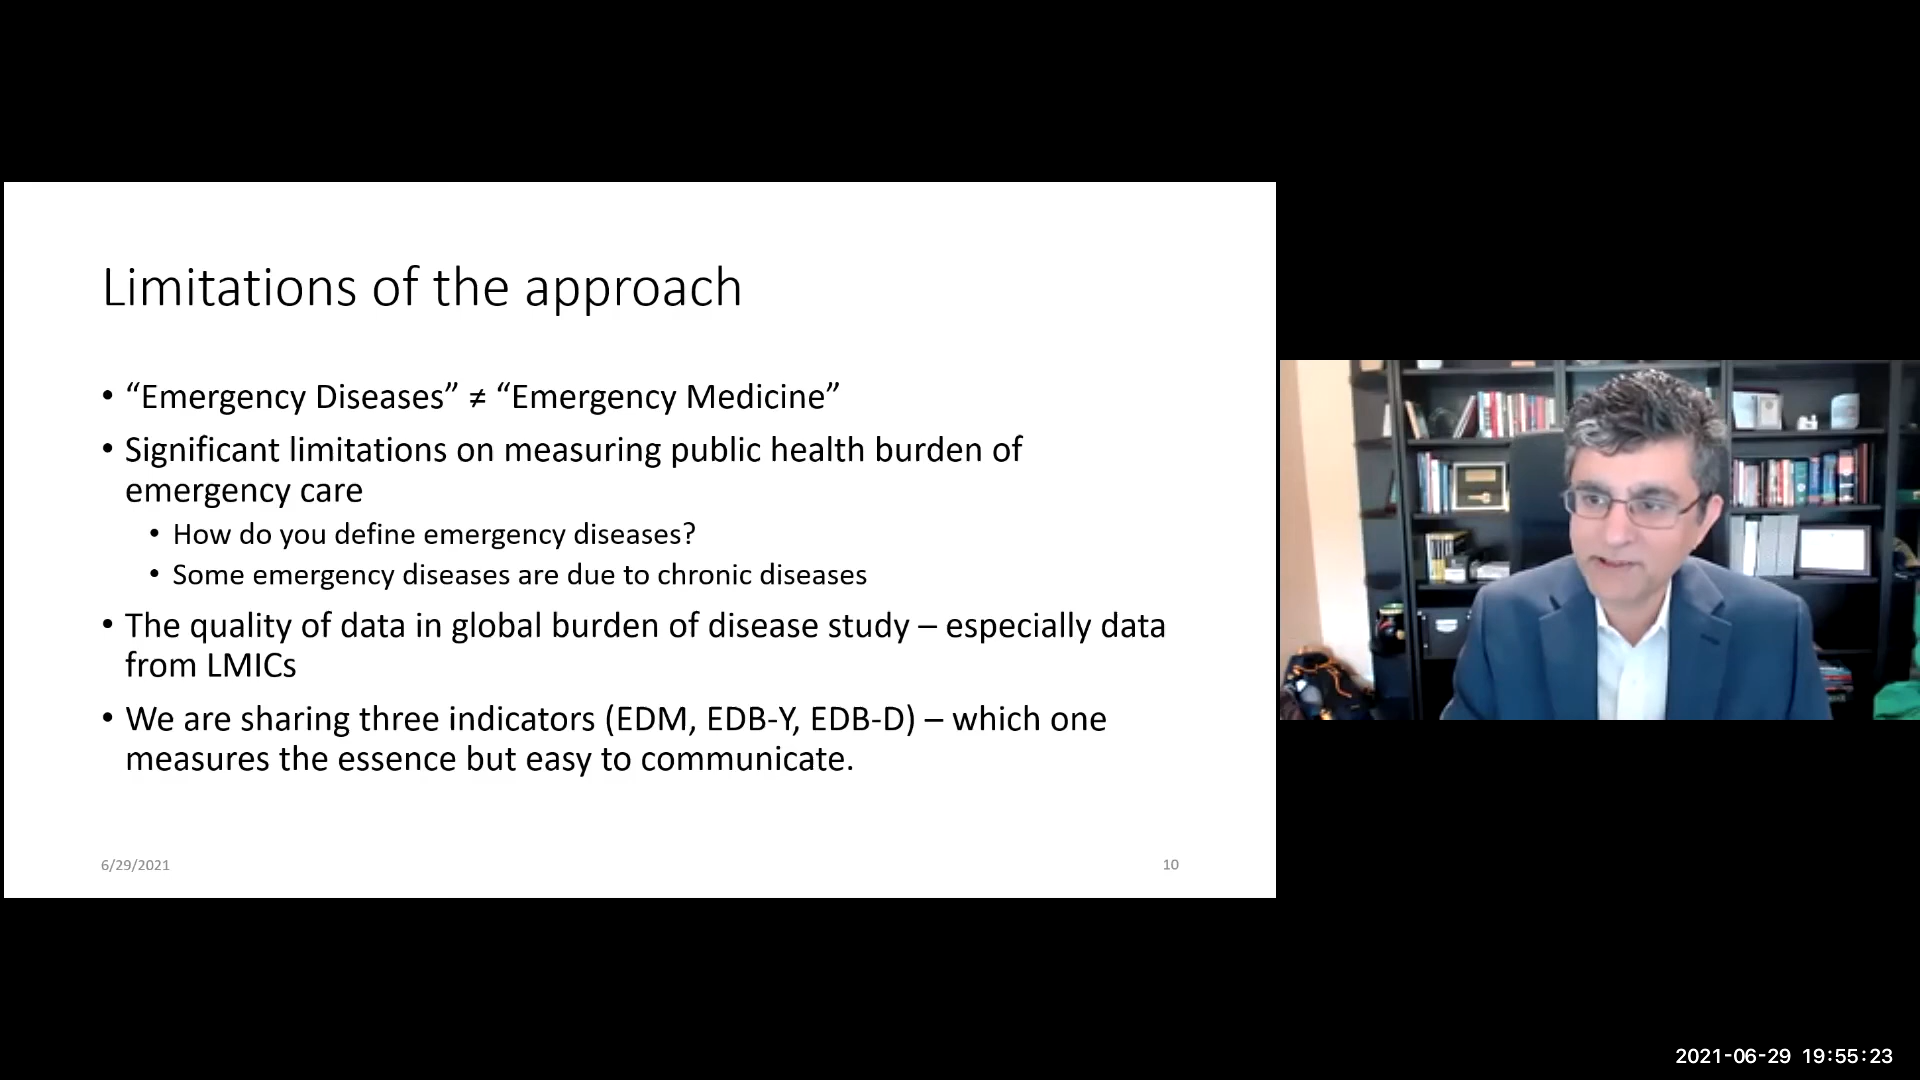 Limitations of the approach
• “Emergency Diseases” ≠ “Emergency Medicine”
• Significant limitations on measuring public health burden of
emergency care
• How do you define emergency diseases?
• Some emergency diseases are due to chronic diseases
• The quality of data in global burden of disease study – especially data
from LMICs
• We are sharing three indicators (EDM, EDB-Y, EDB-D) – which one
measures the essence but easy to communicate.
6/29/2021
10
2021-06-29 19:55:23